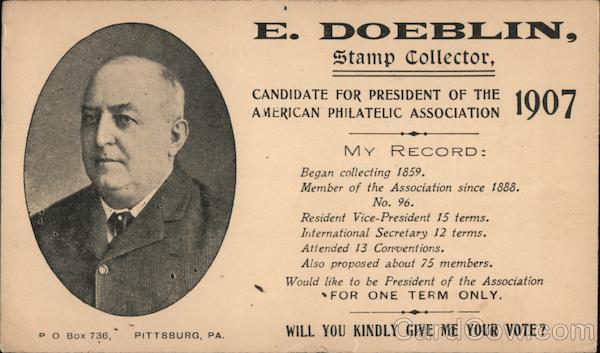 E. DOEBLIN,
Stamp Collector,
CANDIDATE FOR PRESIDENT OF THE
AMERICAN PHILATELIC ASSOCIATION
1907
MY RECORD:
Began collecting 1859.
Member of the Association since 1888.
No. 96.
Resident Vice-President 15 terms.
International Secretary 12 terms.
Attended 13 Conventions.
Also proposed about 75 members.
Would like to be President of the Association
FOR ONE TERM ONLY.
WILL YOU KINDLY GIVE ME YOUR VOTE?
P O Box 736, PITTSBURG, PA.
CardCow.com